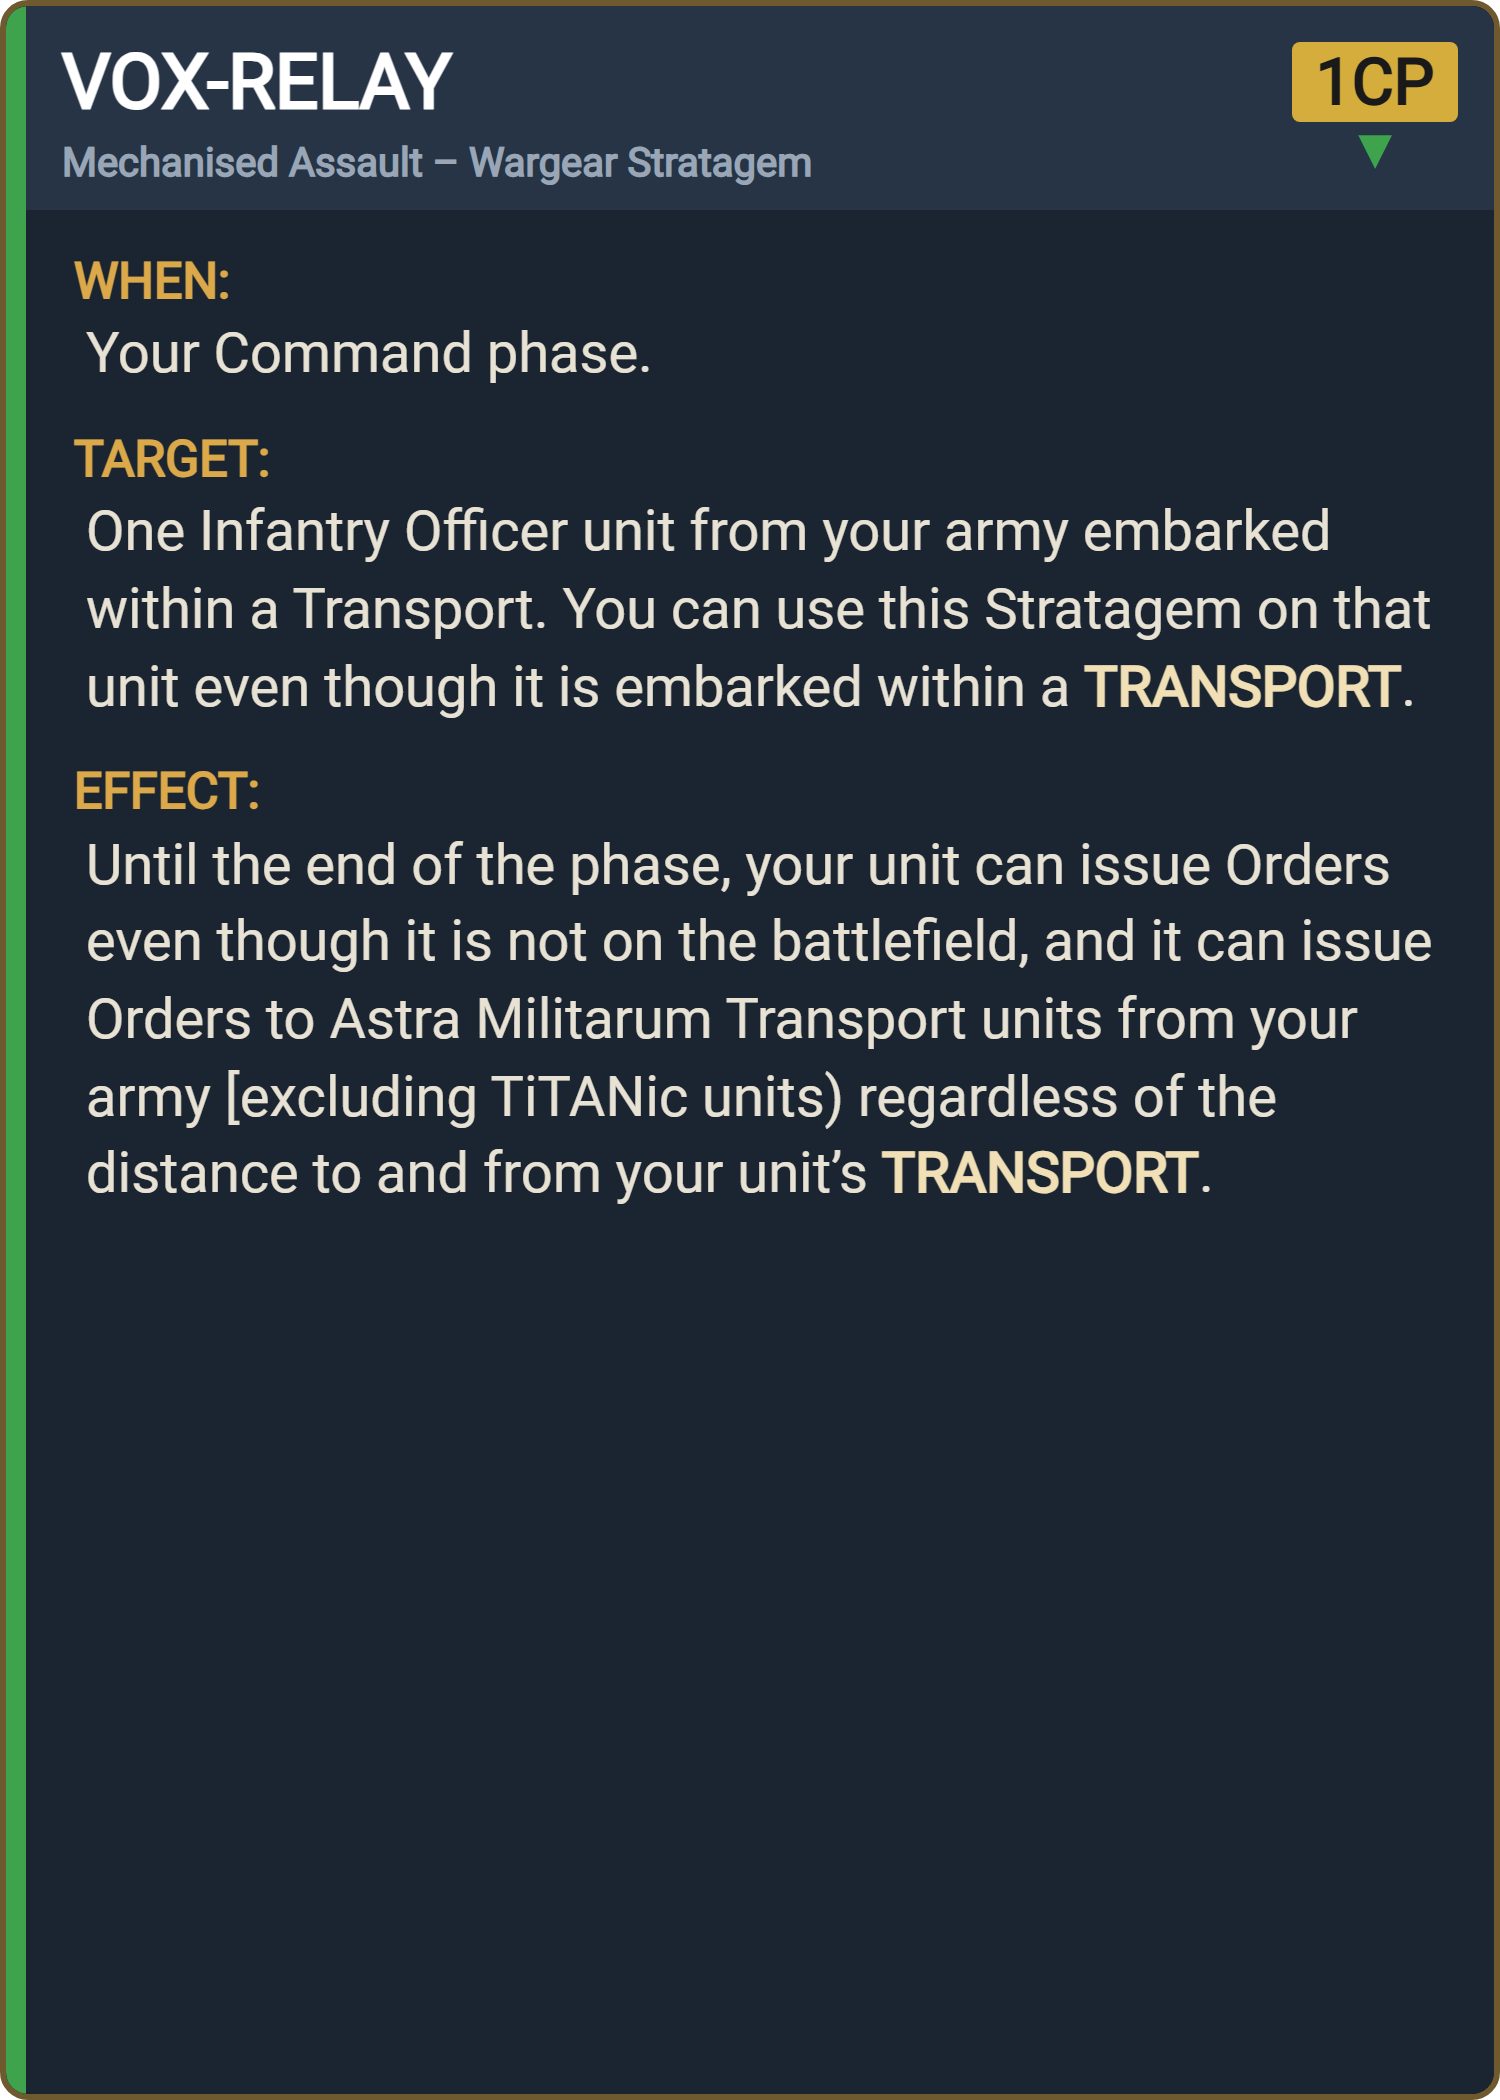 VOX-RELAY
1CP
Mechanised Assault – Wargear Stratagem
WHEN:
Your Command phase.
TARGET:
One Infantry Officer unit from your army embarked
within a Transport. You can use this Stratagem on that
unit even though it is embarked within a TRANSPORT.
EFFECT:
Until the end of the phase, your unit can issue Orders
even though it is not on the battlefield, and it can issue
Orders to Astra Militarum Transport units from your
army [excluding TiTANic units) regardless of the
distance to and from your unit’s TRANSPORT.